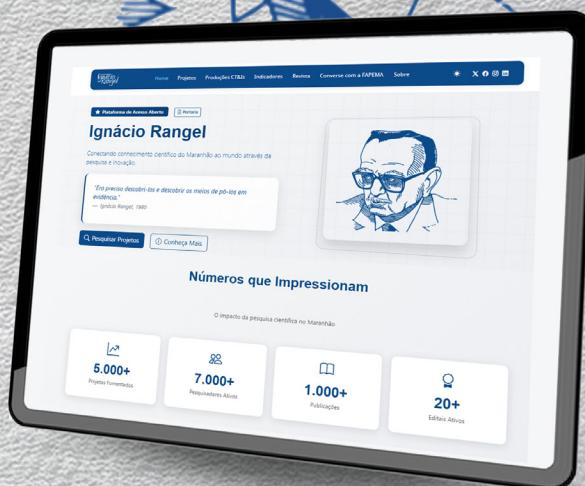 Ignácio Rangel
Home Projetos Produções CT&Is Indicadores Revista Converse com a FAPEMA Sobre
Plataforma de Acesso Aberto Portaria
Ignácio Rangel
Conectando conhecimento científico do Maranhão ao mundo através da
pesquisa e inovação.
"Era preciso descobri-los e descobrir os meios de pô-los em
evidência."
— Ignácio Rangel, 1980
Pesquisar Projetos Conheça Mais
Números que Impressionam
O impacto da pesquisa científica no Maranhão
5.000+ 7.000+ 1.000+ 20+
Projetos Fomentados Pesquisadores Ativos Publicações Editais Ativos